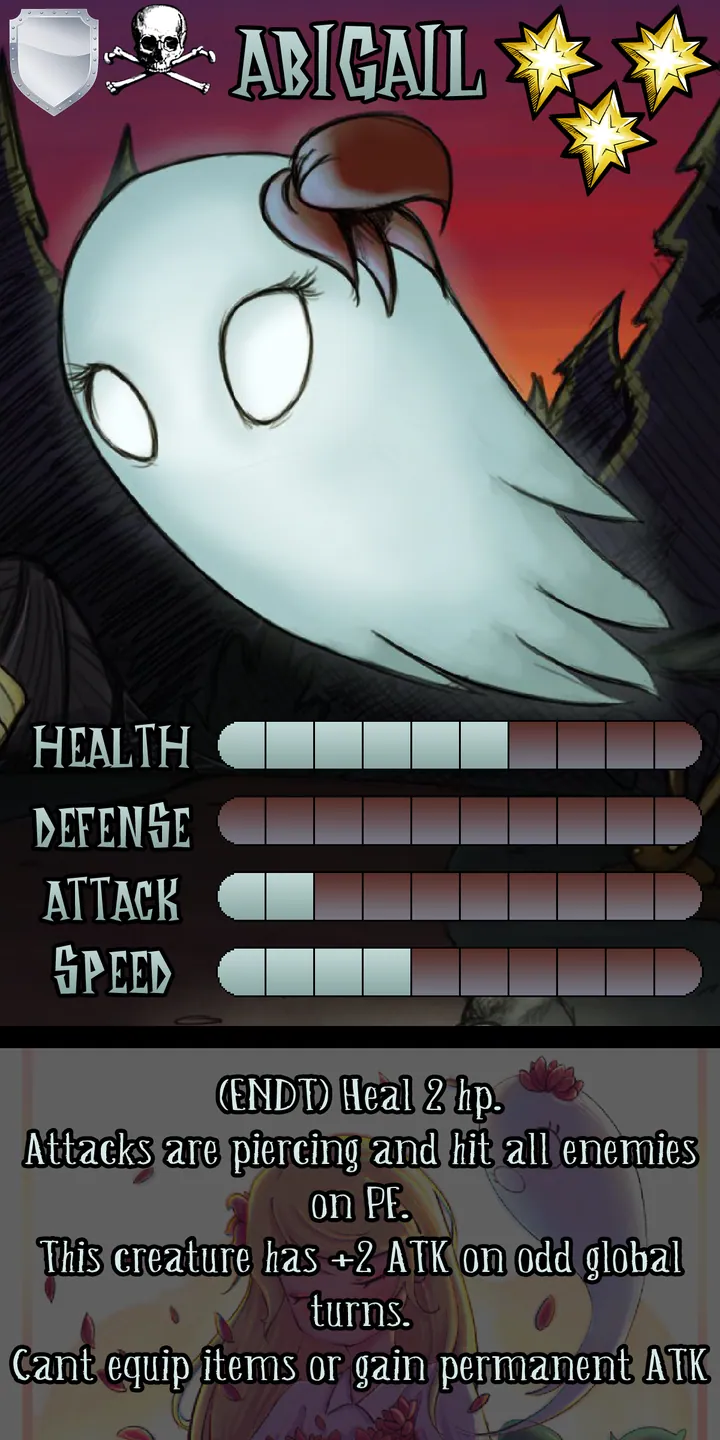 ABIGAIL
HEALTH
DEFENSE
ATTACK
SPEED
(ENDT) Heal 2 hp.
Attacks are piercing and hit all enemies
on PF.
This creature has +2 ATK on odd global
turns.
Cant equip items or gain permanent ATK